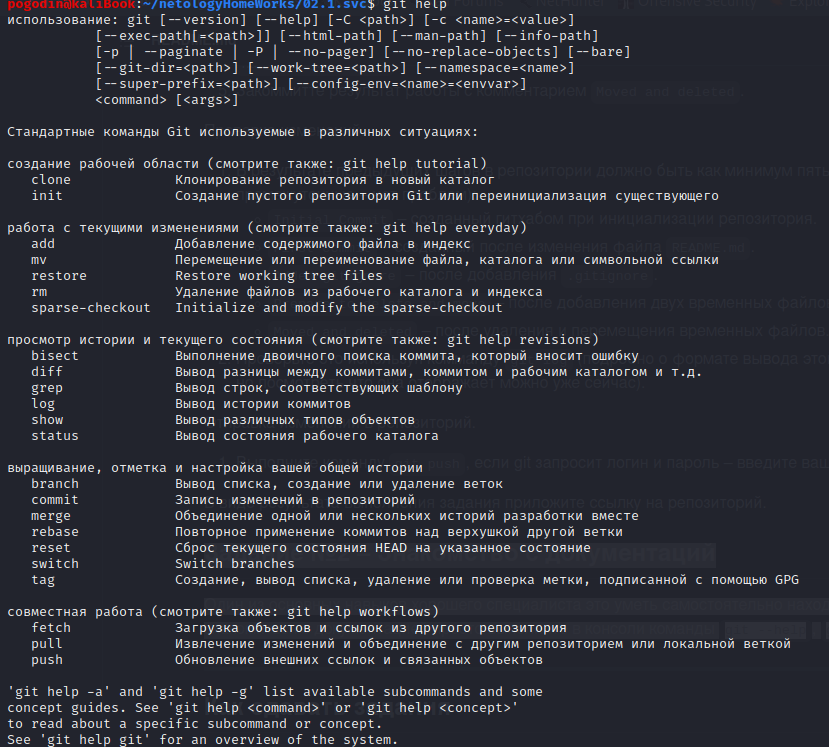 pogodin@kaliBook:~/netologyHomeWorks/02.1.svc$ git help
использование: git [--version] [--help] [-C <path>] [-c <name>=<value>]
[--exec-path[=<path>]] [--html-path] [--man-path] [--info-path]
[-p | --paginate | -P | --no-pager] [--no-replace-objects] [--bare]
[--git-dir=<path>] [--work-tree=<path>] [--namespace=<name>]
[--super-prefix=<path>] [--config-env=<name>=<envvar>]
<command> [<args>]
Стандартные команды Git используемые в различных ситуациях:
создание рабочей области (смотрите также: git help tutorial)
clone Клонирование репозитория в новый каталог
init Создание пустого репозитория Git или переинициализация существующего
работа с текущими изменениями (смотрите также: git help everyday)
add Добавление содержимого файла в индекс
mv Перемещение или переименование файла, каталога или символьной ссылки
restore Restore working tree files
rm Удаление файлов из рабочего каталога и индекса
sparse-checkout Initialize and modify the sparse-checkout
просмотр истории и текущего состояния (смотрите также: git help revisions)
bisect Выполнение двоичного поиска коммита, который вносит ошибку
diff Вывод разницы между коммитами, коммитом и рабочим каталогом и т.д.
grep Вывод строк, соответствующих шаблону
log Вывод истории коммитов
show Вывод различных типов объектов
status Вывод состояния рабочего каталога
выращивание, отметка и настройка вашей общей истории
branch Вывод списка, создание или удаление веток
commit Запись изменений в репозиторий
merge Объединение одной или нескольких историй разработки вместе
rebase Повторное применение коммитов над верхушкой другой ветки
reset Сброс текущего состояния HEAD на указанное состояние
switch Switch branches
tag Создание, вывод списка, удаление или проверка метки, подписанной с помощью GPG
совместная работа (смотрите также: git help workflows)
fetch Загрузка объектов и ссылок из другого репозитория
pull Извлечение изменений и объединение с другим репозиторием или локальной веткой
push Обновление внешних ссылок и связанных объектов
'git help -a' and 'git help -g' list available subcommands and some
concept guides. See 'git help <command>' or 'git help <concept>'
to read about a specific subcommand or concept.
See 'git help git' for an overview of the system.